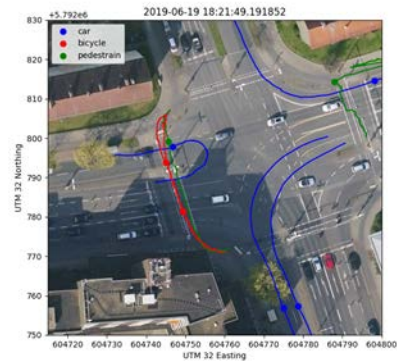 2019-06-19 18:21:49.191852
+5.792e6
car
bicycle
pedestrain
830
820
810
800
790
780
770
760
750
UTM 32 Northing
604720 604730 604740 604750 604760 604770 604780 604790 604800
UTM 32 Easting